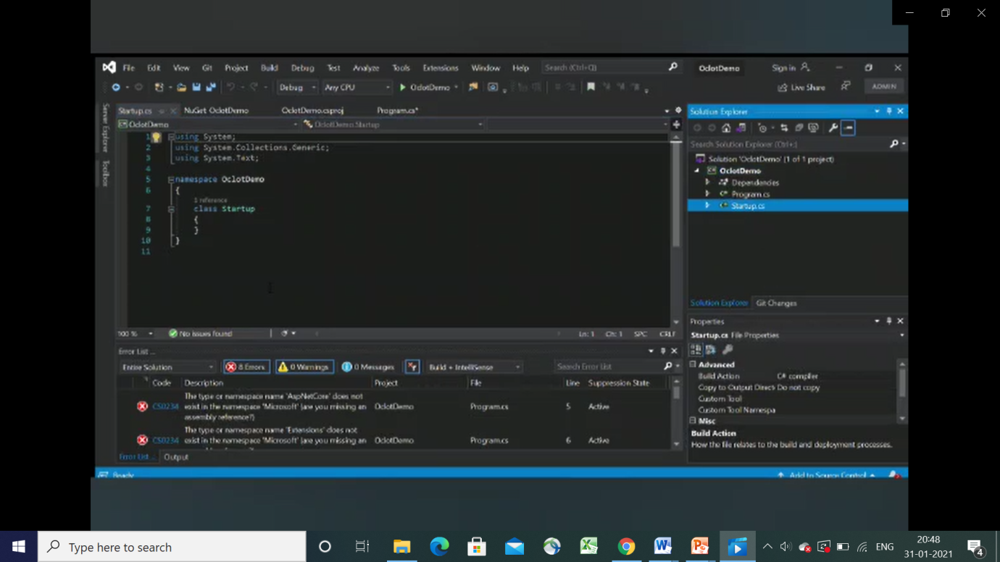 File Edit View Git Project Build Debug Test Analyze Tools Extensions Window Help Search (Ctrl+Q) OclotDemo Sign in
Debug Any CPU OclotDemo Live Share ADMIN
Server Explorer
Toolbox
Startup.cs NuGet: OclotDemo OclotDemo.csproj Program.cs*
OclotDemo OclotDemo.Startup
1 using System;
2 using System.Collections.Generic;
3 using System.Text;
4
5 namespace OclotDemo
6 {
1 reference
7 class Startup
8 {
9 }
10 }
11
100 % No issues found Ln: 1 Ch: 1 SPC CRLF
Solution Explorer
Search Solution Explorer (Ctrl+;)
Solution 'OclotDemo' (1 of 1 project)
OclotDemo
Dependencies
Program.cs
Startup.cs
Solution Explorer Git Changes
Properties
Startup.cs File Properties
Advanced
Build Action C# compiler
Copy to Output Direct Do not copy
Custom Tool
Custom Tool Namespa
Misc
Build Action
How the file relates to the build and deployment processes.
Error List ...
Entire Solution 8 Errors 0 Warnings 0 Messages Build + IntelliSense Search Error List
Code Description Project File Line Suppression State
The type or namespace name 'AspNetCore' does not
CS0234 exist in the namespace 'Microsoft' (are you missing an OclotDemo Program.cs 5 Active
assembly reference?)
The type or namespace name 'Extensions' does not
CS0234 exist in the namespace 'Microsoft' (are you missing an OclotDemo Program.cs 6 Active
Error List ... Output
Ready Add to Source Control
Type here to search ENG 20:48
31-01-2021
4